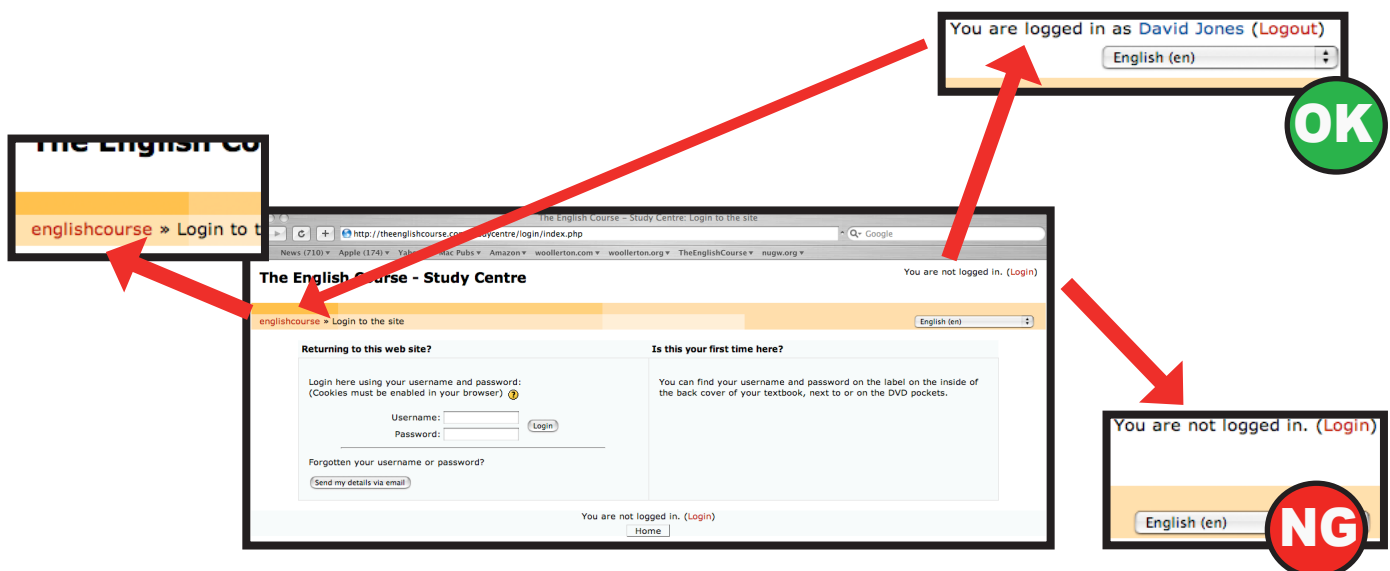 You are logged in as David Jones (Logout)
English (en)
OK
The English Co
englishcourse » Login to t
The English Course – Study Centre: Login to the site
Google
News (710) Apple (174) Mac Pubs Amazon woollerton.com woollerton.org TheEnglishCourse nugw.org
The English Course - Study Centre
You are not logged in. (Login)
englishcourse » Login to the site
English (en)
Returning to this web site?
Login here using your username and password:
(Cookies must be enabled in your browser)
Username:
Login
Password:
Forgotten your username or password?
Send my details via email
Is this your first time here?
You can find your username and password on the label on the inside of
the back cover of your textbook, next to or on the DVD pockets.
You are not logged in. (Login)
Home
You are not logged in. (Login)
English (en)
NG